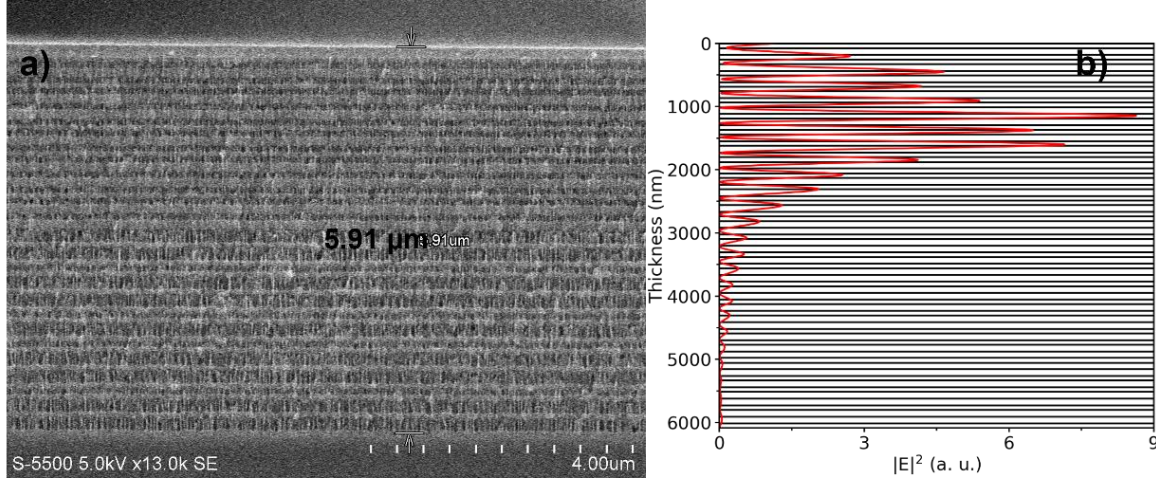 a)
5.91 μm
5.91um
S-5500 5.0kV x13.0k SE
4.00um
b)
Thickness (nm)
0
1000
2000
3000
4000
5000
6000
0 3 6 9
|E|² (a. u.)